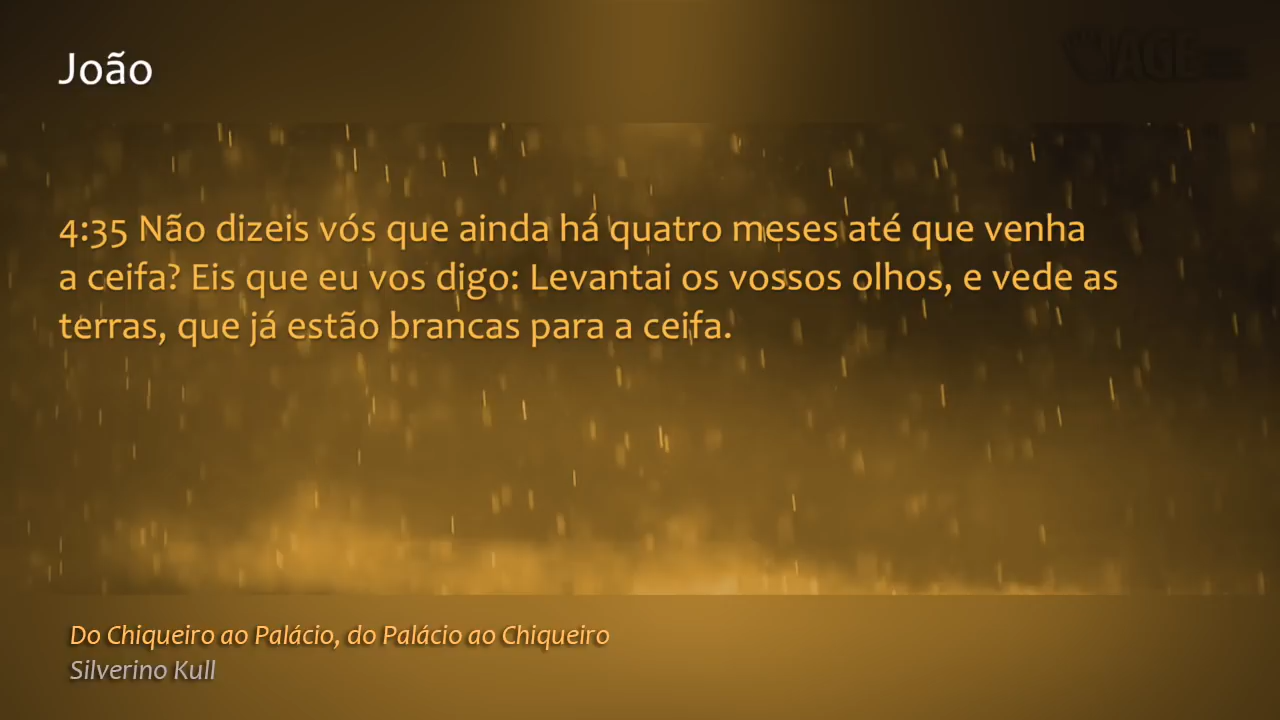 João
4:35 Não dizeis vós que ainda há quatro meses até que venha
a ceifa? Eis que eu vos digo: Levantai os vossos olhos, e vede as
terras, que já estão brancas para a ceifa.
Do Chiqueiro ao Palácio, do Palácio ao Chiqueiro
Silverino Kull